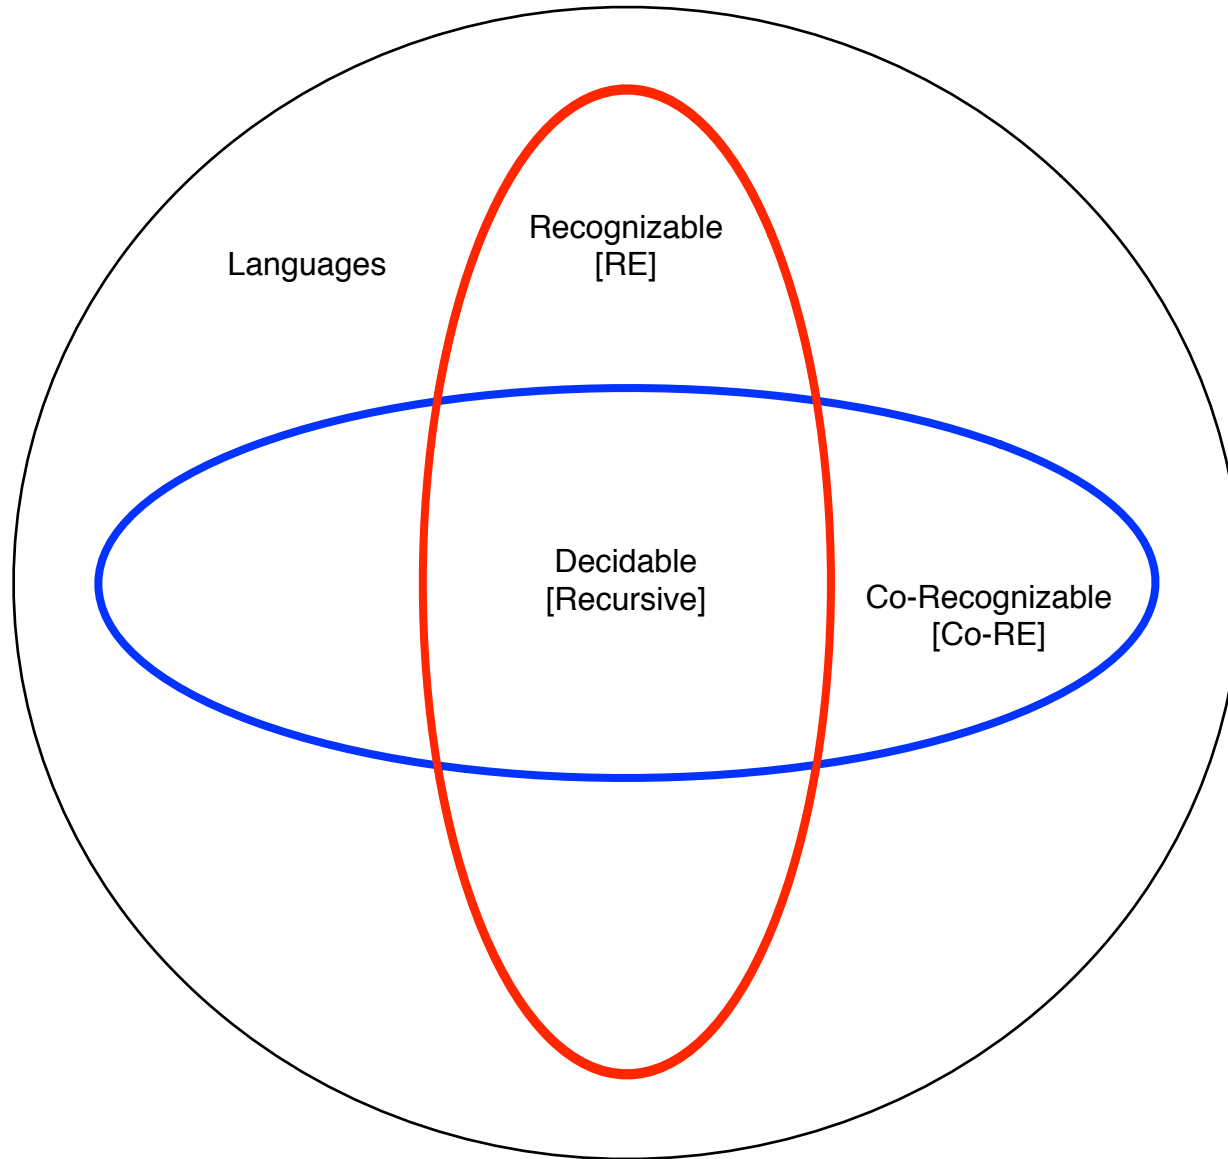 Recognizable
[RE]
Languages
Decidable
[Recursive]
Co-Recognizable
[Co-RE]